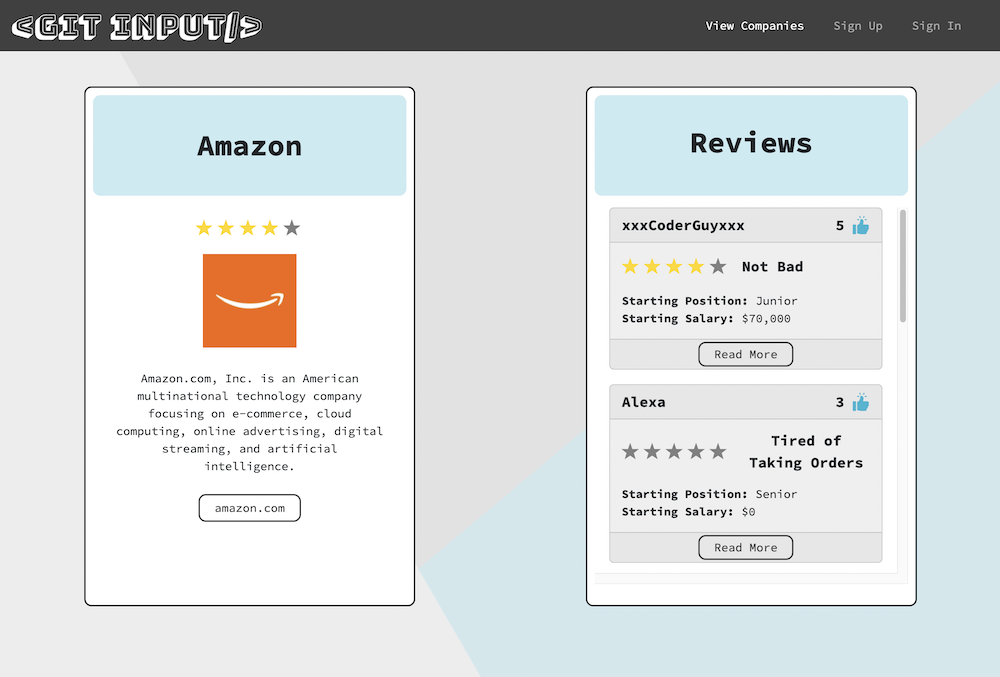 <GIT INPUT/>
View Companies Sign Up Sign In
Amazon
Amazon.com, Inc. is an American
multinational technology company
focusing on e-commerce, cloud
computing, online advertising, digital
streaming, and artificial
intelligence.
amazon.com
Reviews
xxxCoderGuyxxx 5
Not Bad
Starting Position: Junior
Starting Salary: $70,000
Read More
Alexa 3
Tired of
Taking Orders
Starting Position: Senior
Starting Salary: $0
Read More